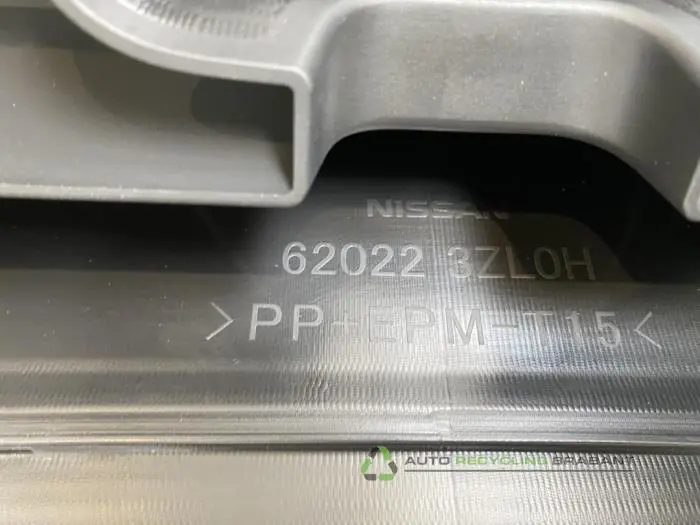 NISSAN
62022 3ZL0H
>PP+EPM-T15<
AUTO RECYCLING BRABANT